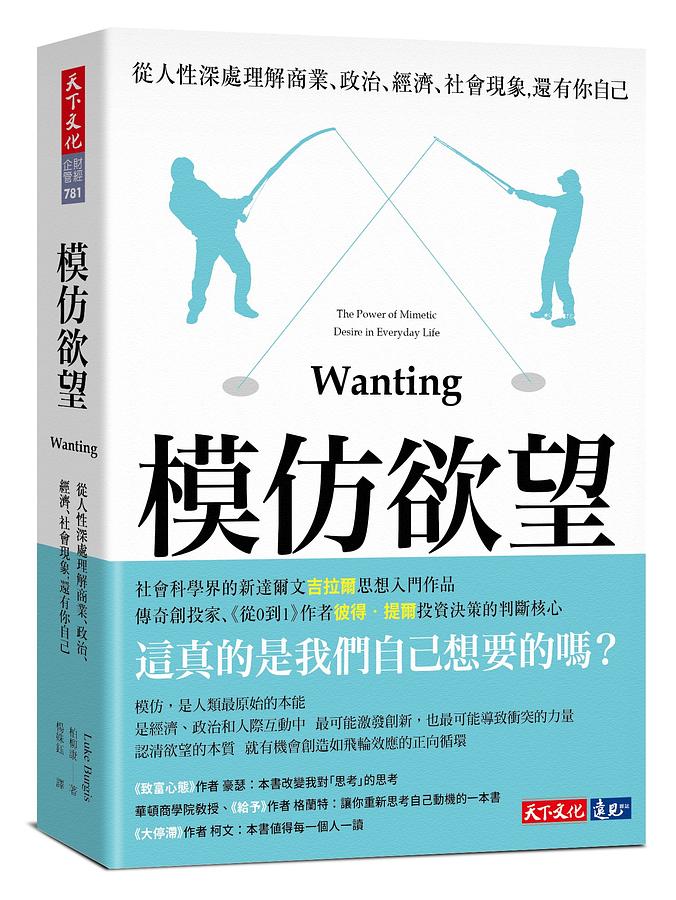 從人性深處理解商業、政治、經濟、社會現象,還有你自己
The Power of Mimetic
Desire in Everyday Life
Wanting
模仿欲望
社會科學界的新達爾文吉拉爾思想入門作品
傳奇創投家、《從0到1》作者彼得・提爾投資決策的判斷核心
這真的是我們自己想要的嗎？
模仿，是人類最原始的本能
是經濟、政治和人際互動中 最可能激發創新，也最可能導致衝突的力量
認清欲望的本質 就有機會創造如飛輪效應的正向循環
《致富心態》作者 豪瑟：本書改變我對「思考」的思考
華頓商學院教授、《給予》作者 格蘭特：讓你重新思考自己動機的一本書
《大停滯》作者 柯文：本書值得每一個人一讀
天下文化
遠見雜誌
天下文化
財經企管
781
模仿欲望
Wanting
從人性深處理解商業、政治、
經濟、社會現象，還有你自己
Luke Burgis
柏柳康——著
楊姝鈺 譯